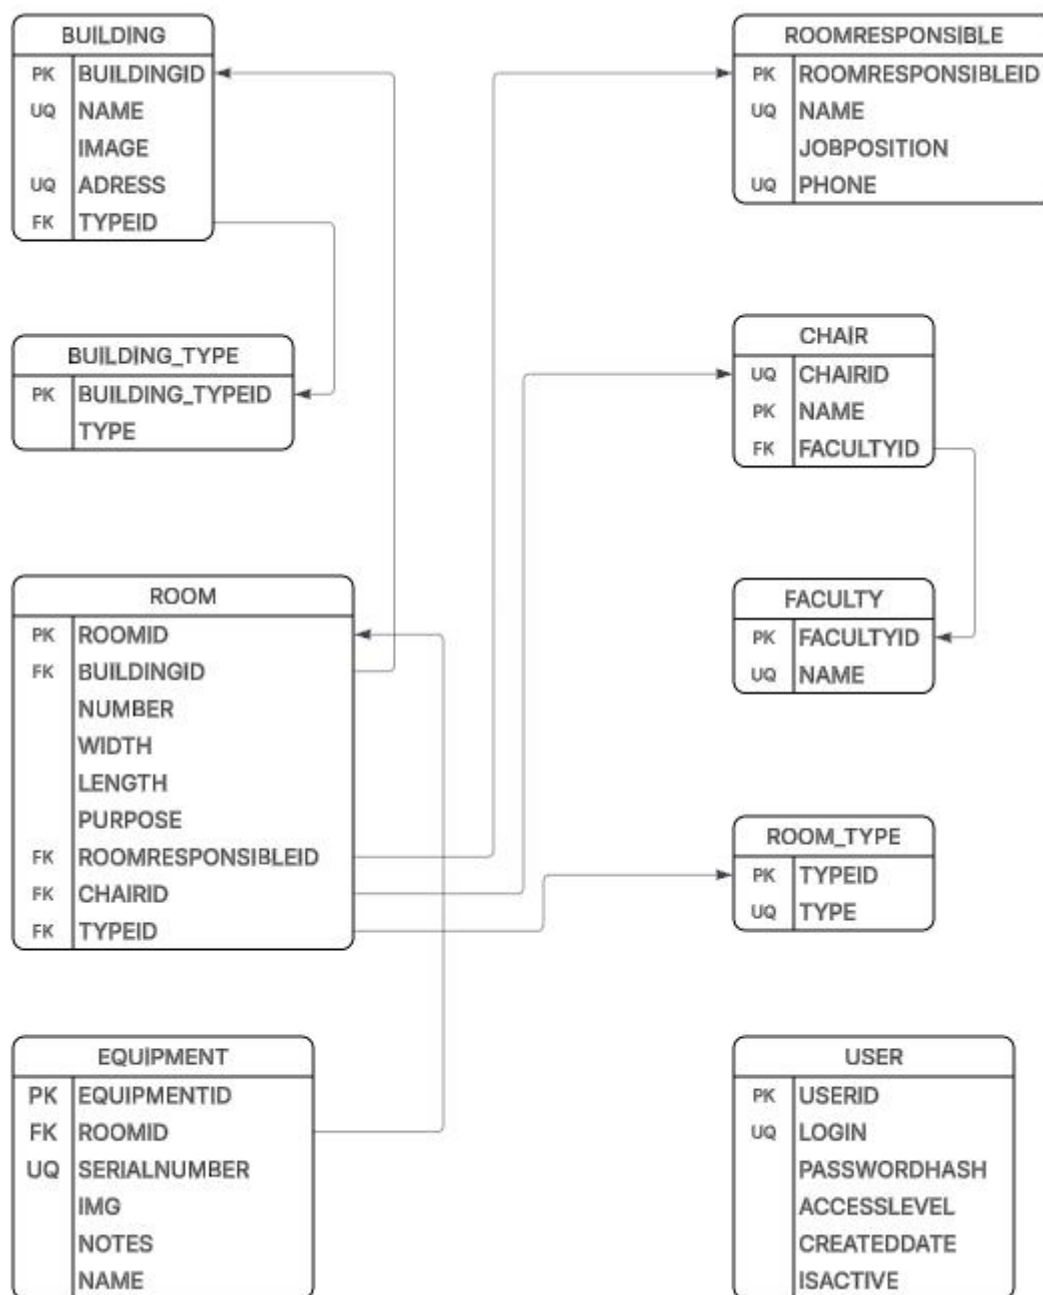 BUILDING
PK BUILDINGID
UQ NAME
IMAGE
UQ ADRESS
FK TYPEID
BUILDING_TYPE
PK BUILDING_TYPEID
TYPE
ROOM
PK ROOMID
FK BUILDINGID
NUMBER
WIDTH
LENGTH
PURPOSE
FK ROOMRESPONSIBLEID
FK CHAIRID
FK TYPEID
EQUIPMENT
PK EQUIPMENTID
FK ROOMID
UQ SERIALNUMBER
IMG
NOTES
NAME
ROOMRESPONSIBLE
PK ROOMRESPONSIBLEID
UQ NAME
JOBPOSITION
UQ PHONE
CHAIR
UQ CHAIRID
PK NAME
FK FACULTYID
FACULTY
PK FACULTYID
UQ NAME
ROOM_TYPE
PK TYPEID
UQ TYPE
USER
PK USERID
UQ LOGIN
PASSWORDHASH
ACCESSLEVEL
CREATEDDATE
ISACTIVE